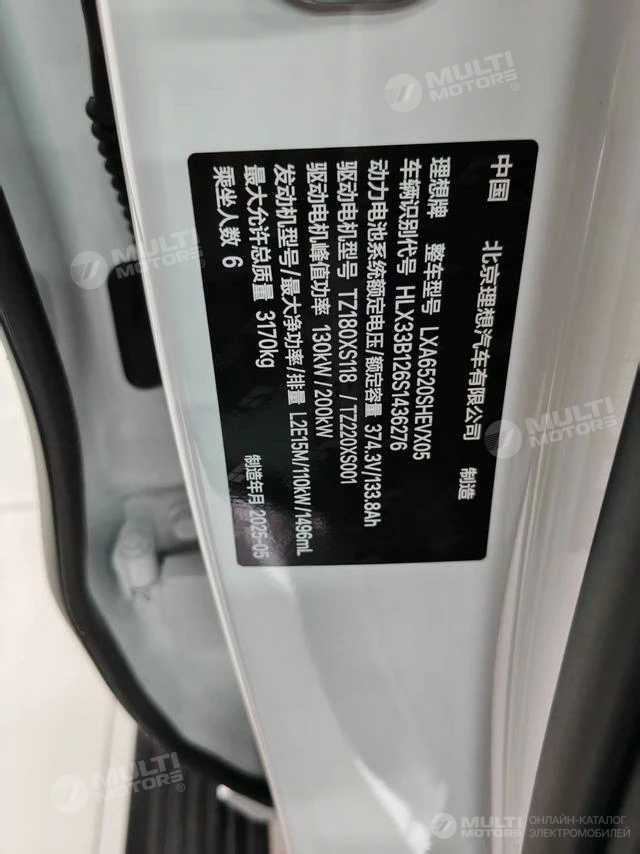 中国 北京理想汽车有限公司 制造
理想牌 整车型号 LXA6520SHEVX05
车辆识别代号 HLX33B126S1436276
动力电池系统额定电压/额定容量 374.3V/133.8Ah
驱动电机型号 TZ180XS118 /TZ220XS001
驱动电机峰值功率 130kW/200kW
发动机型号/最大净功率/排量 L2E15M/110kW/1496mL
最大允许总质量 3170kg 制造年月 2025-05
乘坐人数 6
MULTI
MOTORS®
MULTI
MOTORS®
MULTI
MOTORS®
MULTI
MOTORS®
MULTI
MOTORS®
ОНЛАЙН-КАТАЛОГ
ЭЛЕКТРОМОБИЛЕЙ